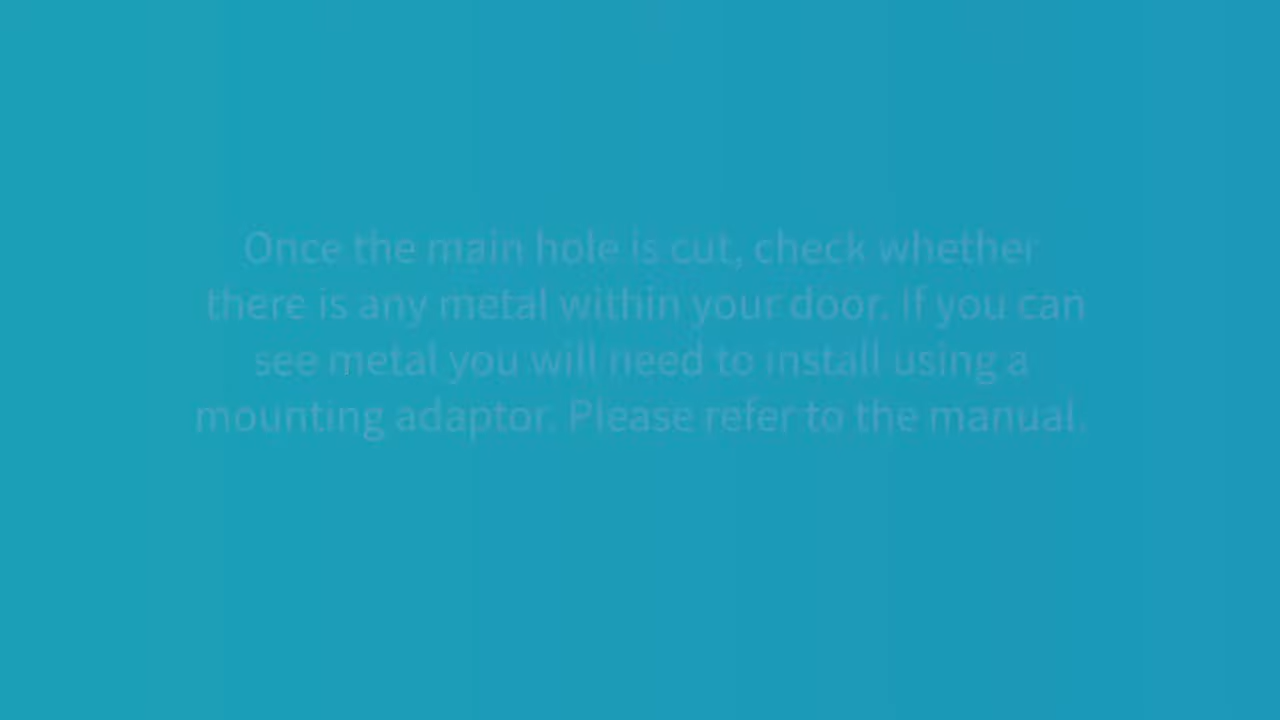 Once the main hole is cut, check whether
there is any metal within your door. If you can
see metal you will need to install using a
mounting adaptor. Please refer to the manual.